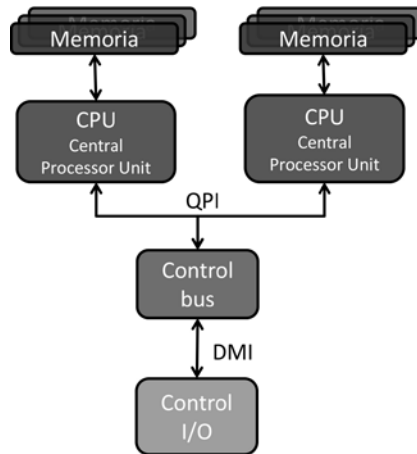 Memoria
Memoria
CPU
Central
Processor Unit
CPU
Central
Processor Unit
QPI
Control
bus
DMI
Control
I/O